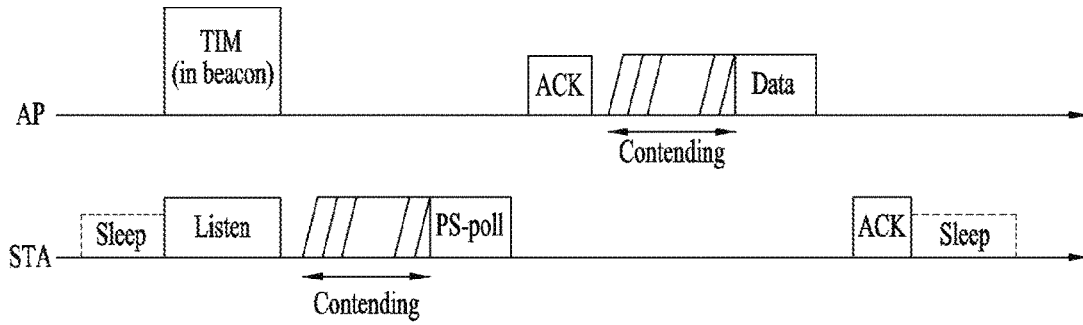 TIM
(in beacon)
ACK
Data
AP
Contending
Sleep
Listen
PS-poll
ACK
Sleep
STA
Contending